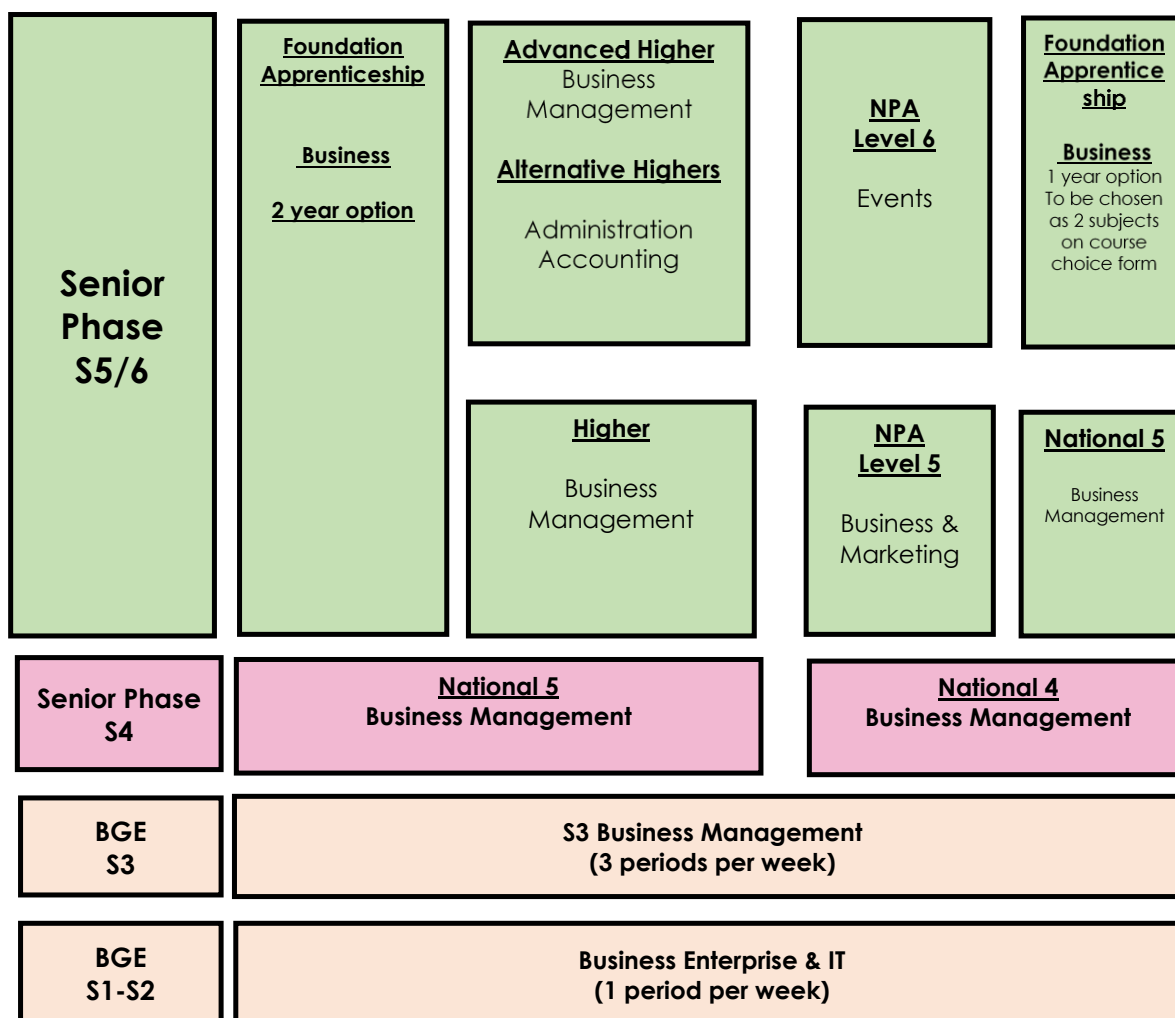 Senior
Phase
S5/6
Foundation
Apprenticeship
Business
2 year option
Advanced Higher
Business
Management
Alternative Highers
Administration
Accounting
NPA
Level 6
Events
Foundation
Apprentice
ship
Business
1 year option
To be chosen
as 2 subjects
on course
choice form
Higher
Business
Management
NPA
Level 5
Business &
Marketing
National 5
Business
Management
Senior Phase
S4
National 5
Business Management
National 4
Business Management
BGE
S3
S3 Business Management
(3 periods per week)
BGE
S1-S2
Business Enterprise & IT
(1 period per week)